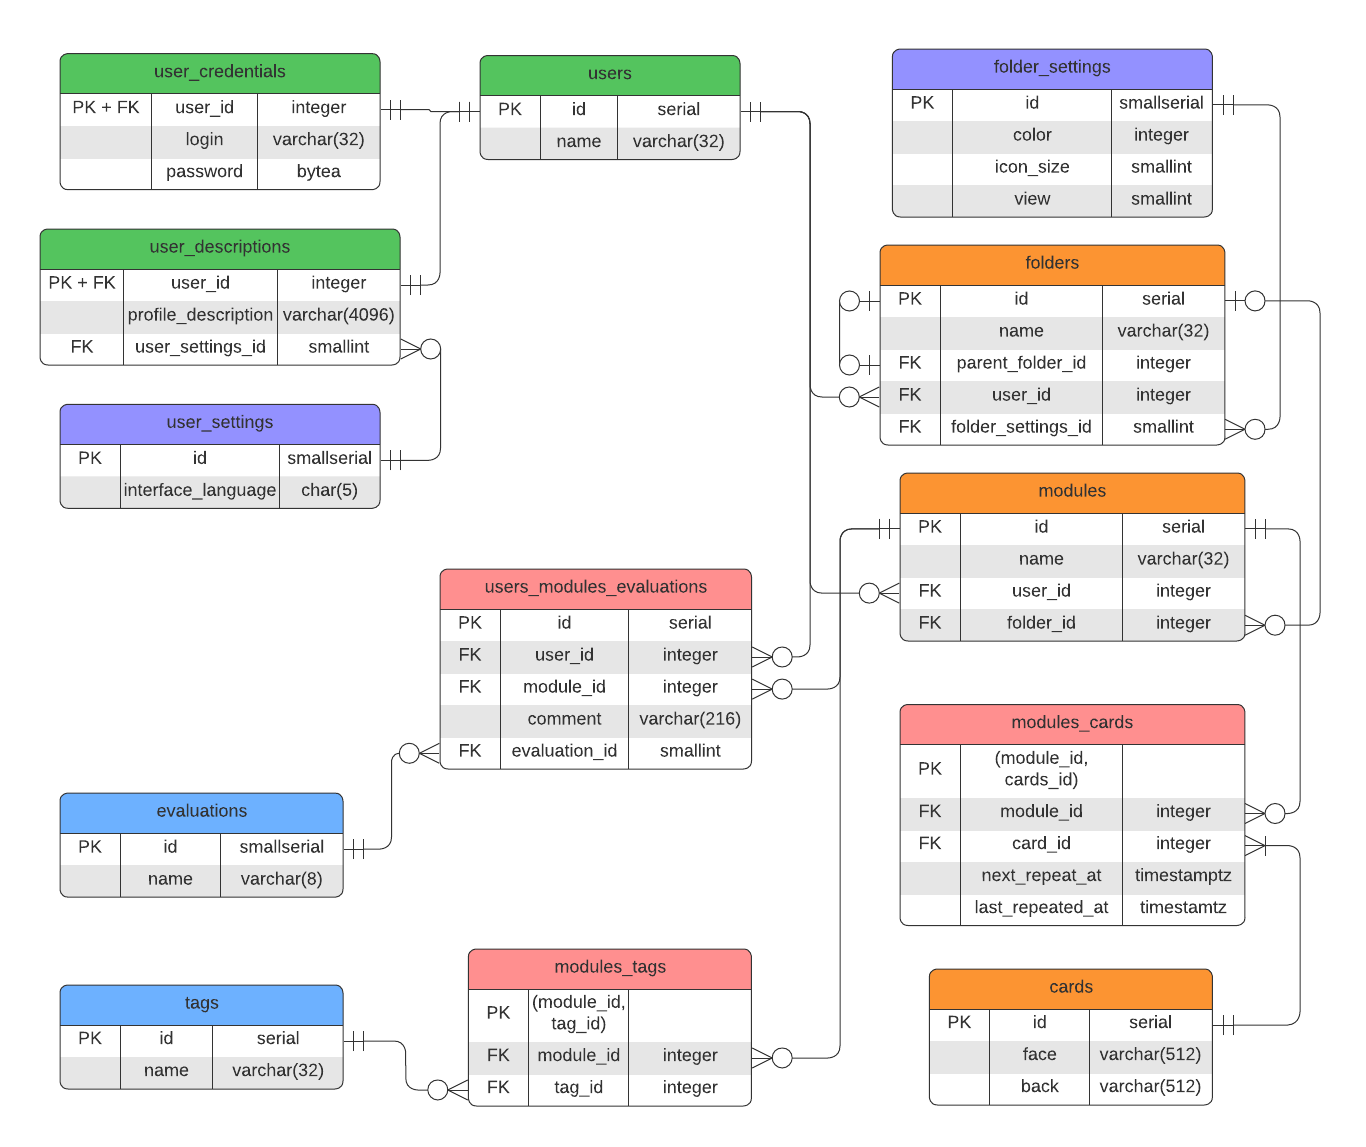 user_credentials
PK + FK user_id integer
login varchar(32)
password bytea
users
PK id serial
name varchar(32)
folder_settings
PK id smallserial
color integer
icon_size smallint
view smallint
user_descriptions
PK + FK user_id integer
profile_description varchar(4096)
FK user_settings_id smallint
folders
PK id serial
name varchar(32)
FK parent_folder_id integer
FK user_id integer
FK folder_settings_id smallint
user_settings
PK id smallserial
interface_language char(5)
modules
PK id serial
name varchar(32)
FK user_id integer
FK folder_id integer
users_modules_evaluations
PK id serial
FK user_id integer
FK module_id integer
comment varchar(216)
FK evaluation_id smallint
modules_cards
PK (module_id,
cards_id)
FK module_id integer
FK card_id integer
next_repeat_at timestamptz
last_repeated_at timestamtz
evaluations
PK id smallserial
name varchar(8)
modules_tags
PK (module_id,
tag_id)
FK module_id integer
FK tag_id integer
tags
PK id serial
name varchar(32)
cards
PK id serial
face varchar(512)
back varchar(512)